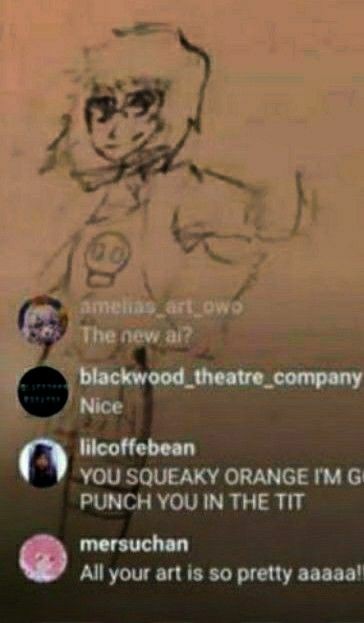 amelias_art_owo
The new ai?
blackwood_theatre_company
Nice
lilcoffebean
YOU SQUEAKY ORANGE I'M G
PUNCH YOU IN THE TIT
mersuchan
All your art is so pretty aaaaa!!